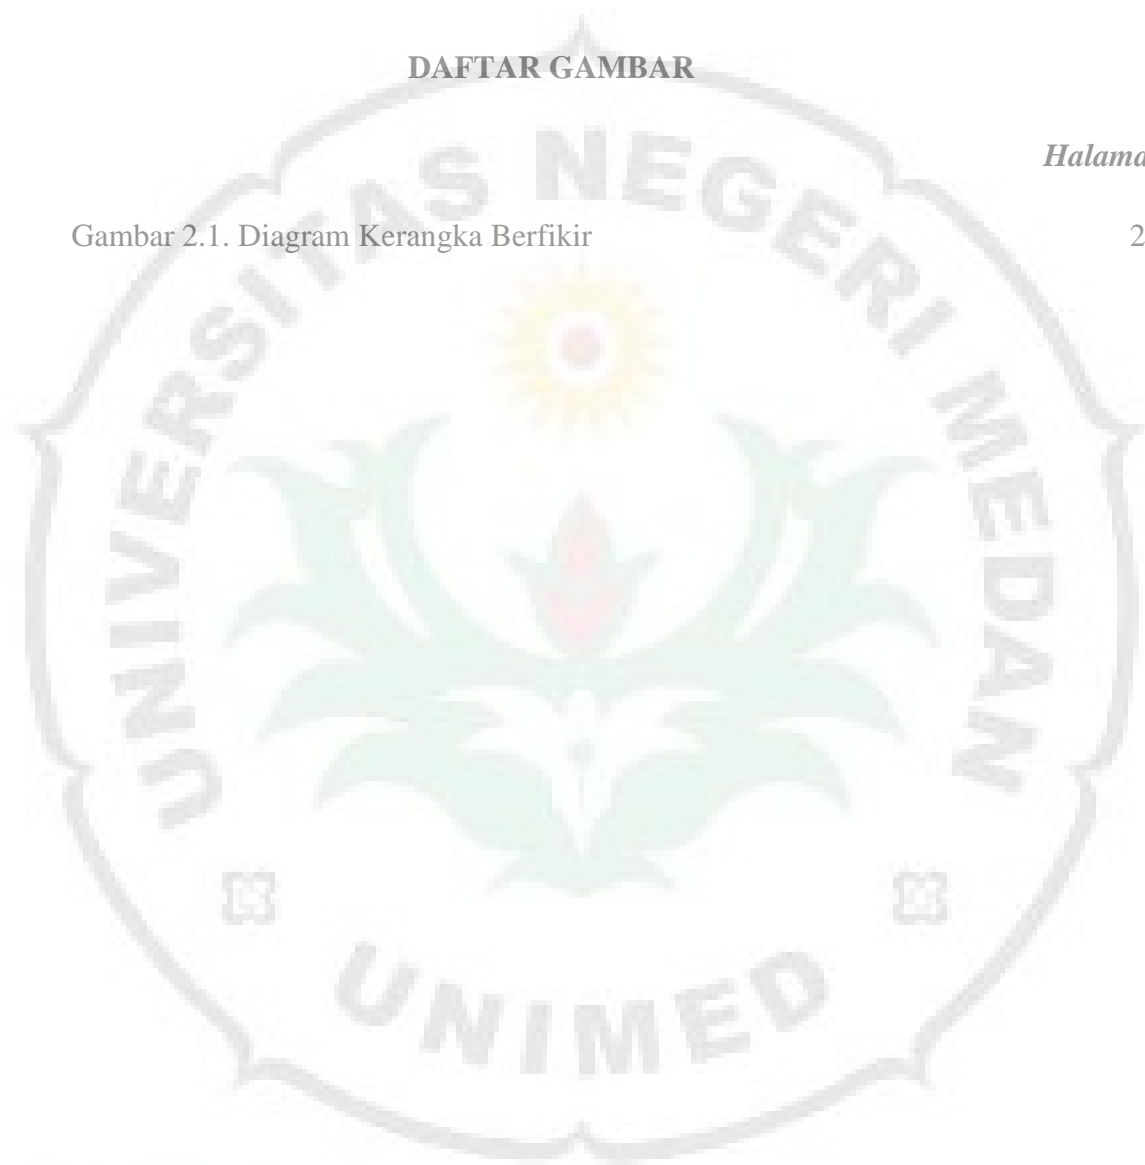 DAFTAR GAMBAR
Halama
Gambar 2.1. Diagram Kerangka Berfikir 2
UNIVERSITAS NEGERI MEDAN
UNIMED